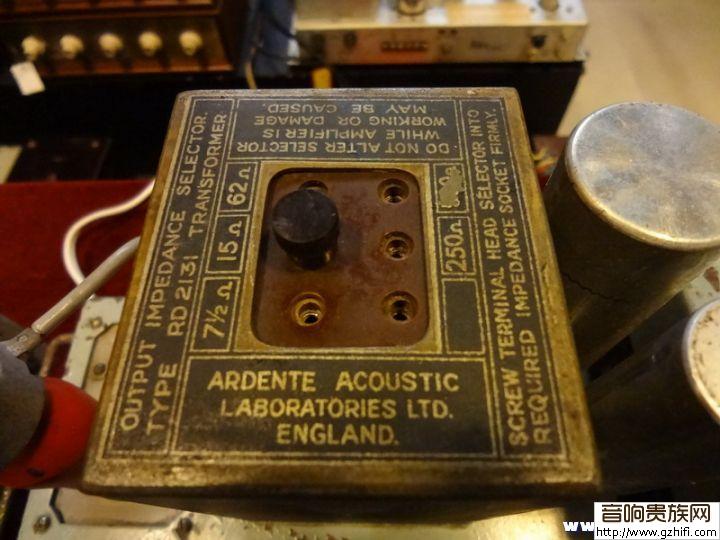 DO NOT ALTER SELECTOR
WHILE AMPLIFIER IS
WORKING OR DAMAGE
MAY BE CAUSED.
OUTPUT IMPEDANCE SELECTOR.
TYPE RD 2131 TRANSFORMER
7½ Ω 15 Ω 62 Ω
250 Ω
SCREW TERMINAL HEAD SELECTOR INTO
REQUIRED IMPEDANCE SOCKET FIRMLY.
ARDENTE ACOUSTIC
LABORATORIES LTD.
ENGLAND.
音响贵族网
http://www.gzhifi.com